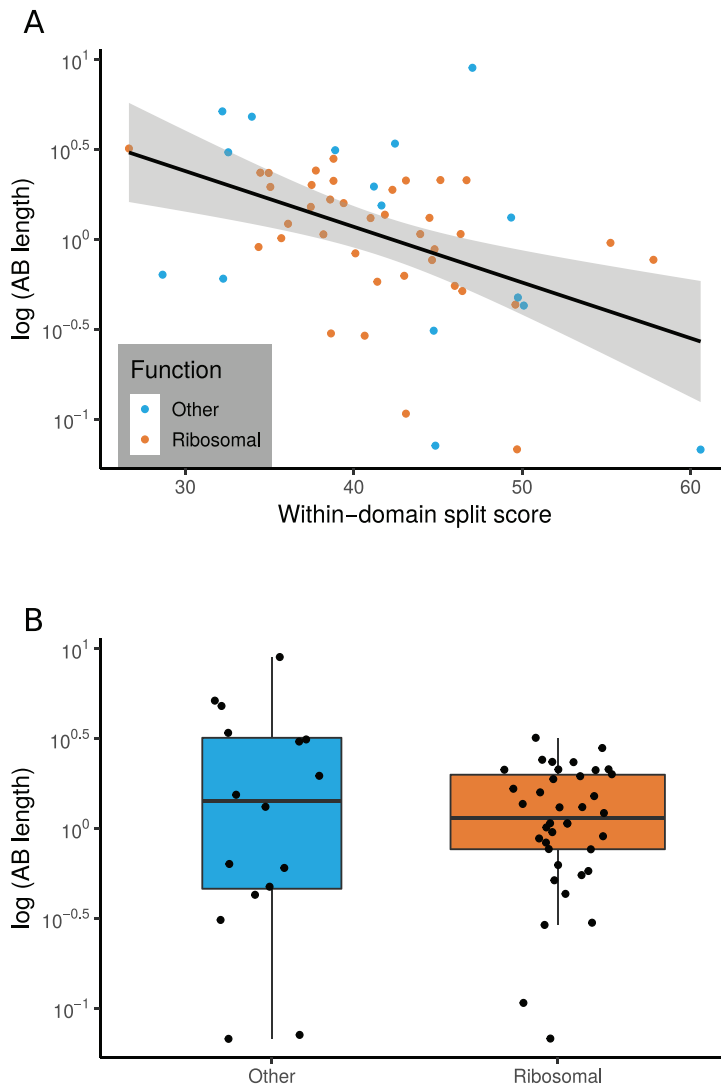 A
log (AB length)
10^1
10^0.5
10^0
10^−0.5
10^−1
Function
Other
Ribosomal
30
40
50
60
Within−domain split score
B
log (AB length)
10^1
10^0.5
10^0
10^−0.5
10^−1
Other
Ribosomal